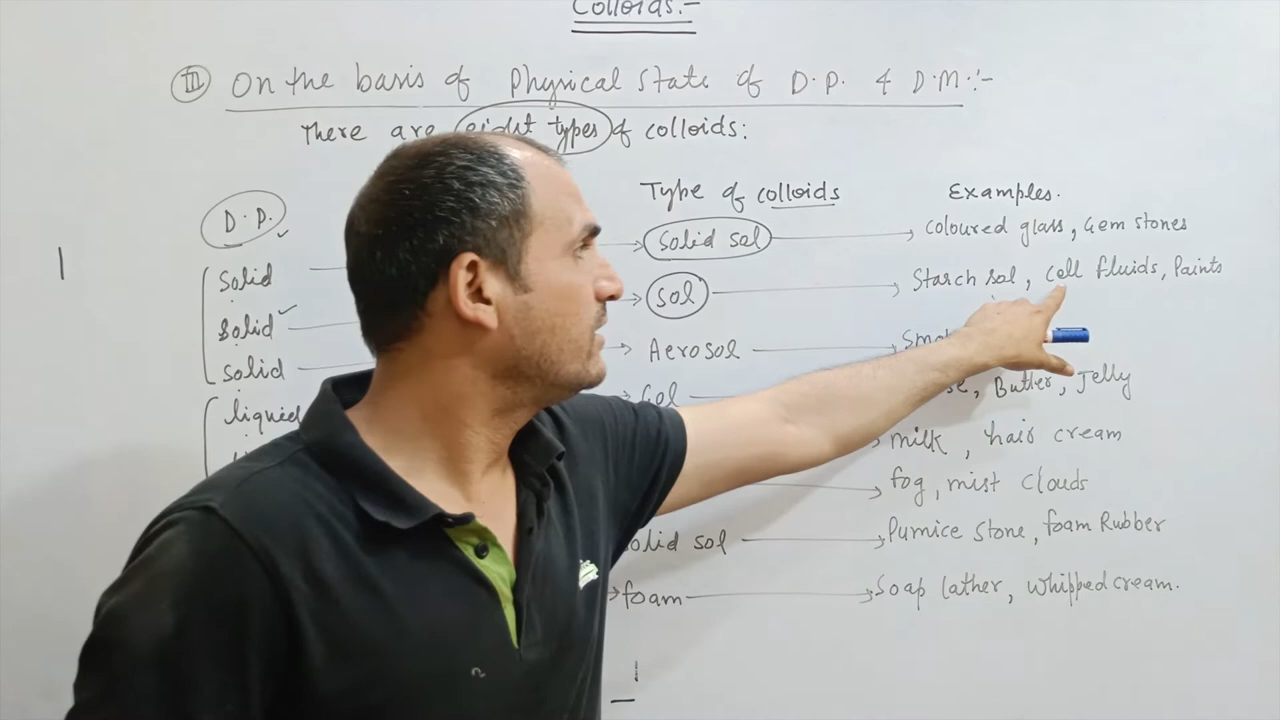 Colloids:-
III On the basis of Physical State of D.P. & D.M.:-
There are eight types of colloids:
D.P. Type of colloids Examples.
Solid Solid sol Coloured glass, Gem stones
Solid Sol Starch sol, Cell fluids, Paints
Solid Aerosol
liquid Gel Butter, Jelly
milk, hair cream
fog, mist clouds
sol Pumice stone, foam Rubber
foam Soap lather, whipped cream.